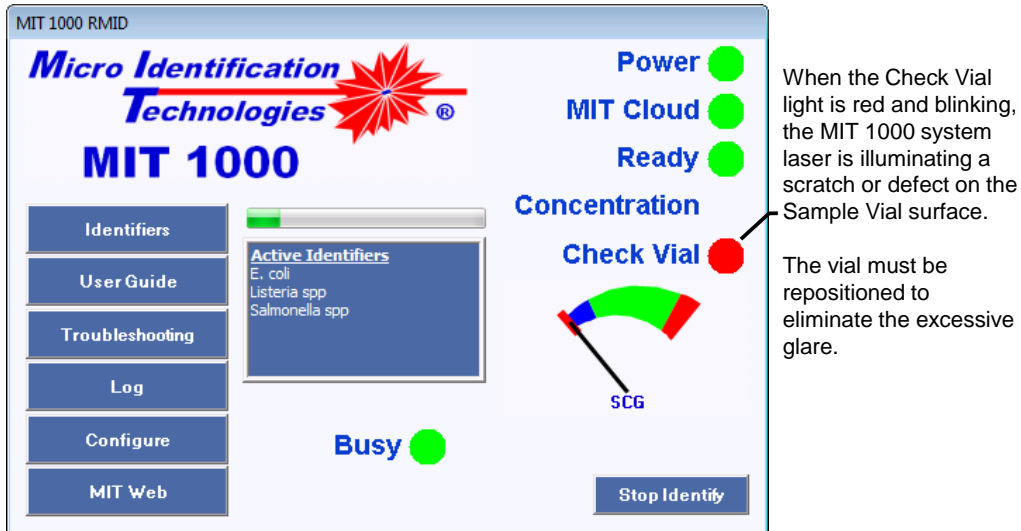 MIT 1000 RMID
Micro Identification
Technologies ®
MIT 1000
Power
MIT Cloud
Ready
Concentration
Check Vial
Identifiers
User Guide
Troubleshooting
Log
Configure
MIT Web
Active Identifiers
E. coli
Listeria spp
Salmonella spp
SCG
Busy
Stop Identify
When the Check Vial
light is red and blinking,
the MIT 1000 system
laser is illuminating a
scratch or defect on the
Sample Vial surface.
The vial must be
repositioned to
eliminate the excessive
glare.